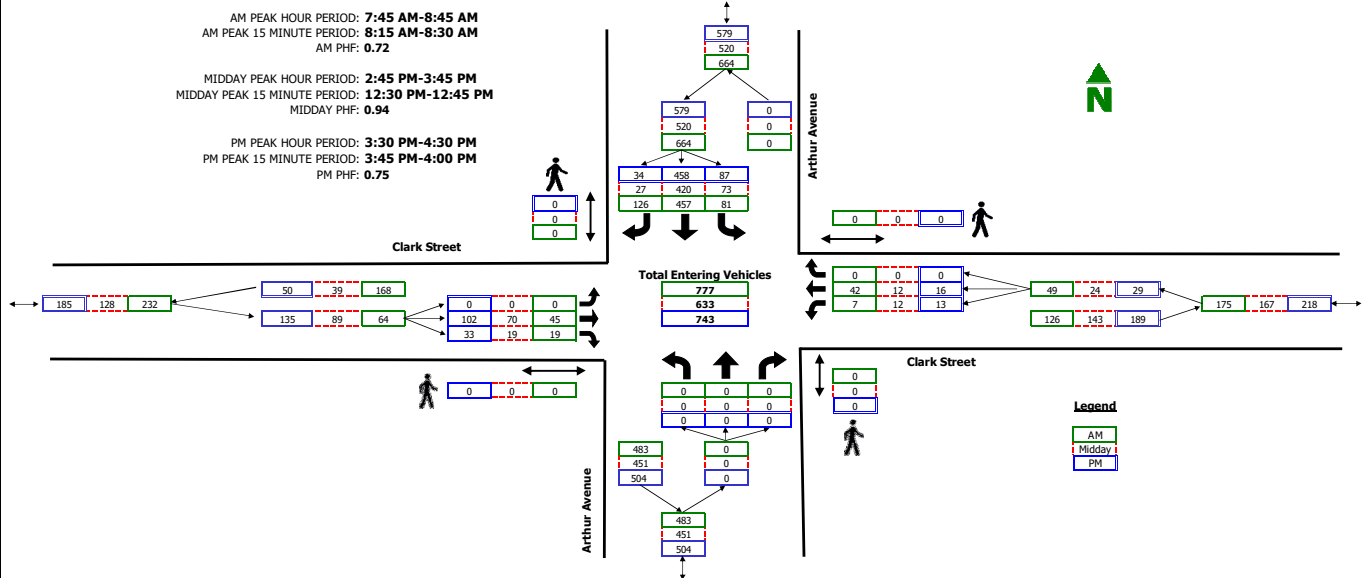 AM PEAK HOUR PERIOD: 7:45 AM-8:45 AM
AM PEAK 15 MINUTE PERIOD: 8:15 AM-8:30 AM
AM PHF: 0.72
MIDDAY PEAK HOUR PERIOD: 2:45 PM-3:45 PM
MIDDAY PEAK 15 MINUTE PERIOD: 12:30 PM-12:45 PM
MIDDAY PHF: 0.94
PM PEAK HOUR PERIOD: 3:30 PM-4:30 PM
PM PEAK 15 MINUTE PERIOD: 3:45 PM-4:00 PM
PM PHF: 0.75
579
520
664
579 0
520 0
664 0
34 458 87
27 420 73
126 457 81
Arthur Avenue
N
0
0
0
0 0 0
Clark Street
Total Entering Vehicles
777
633
743
185 128 232
50 39 168
135 89 64
0 0 0
102 70 45
33 19 19
0 0 0
42 12 16
7 12 13
49 24 29
126 143 189
175 167 218
Clark Street
0 0 0
0 0 0
0 0 0
0 0 0
0
0
0
483 0
451 0
504 0
483
451
504
Arthur Avenue
Legend
AM
Midday
PM